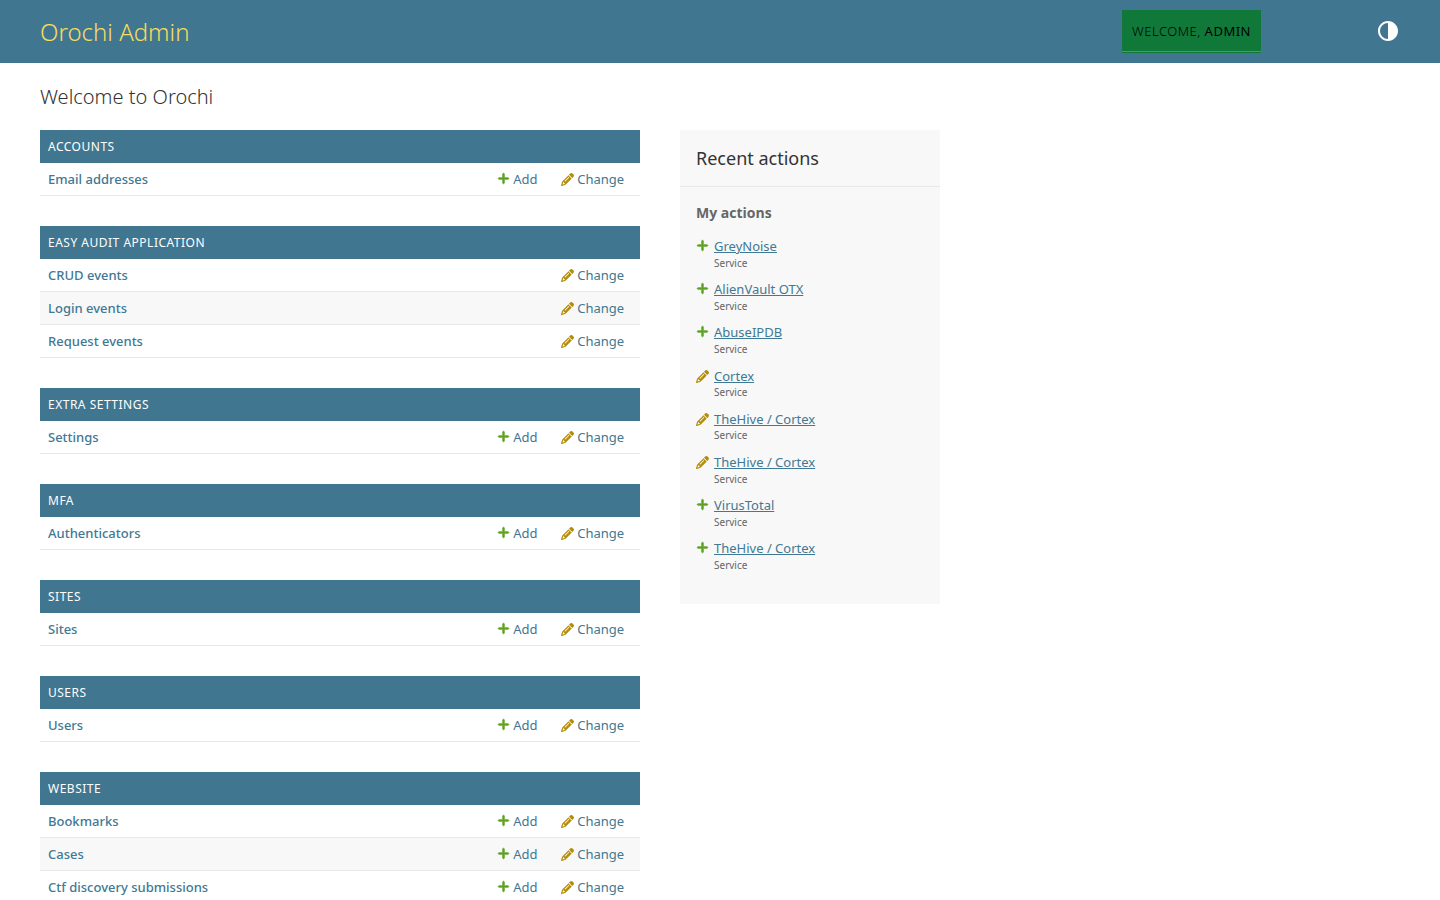 Orochi Admin
WELCOME, ADMIN
Welcome to Orochi
ACCOUNTS
Email addresses Add Change
EASY AUDIT APPLICATION
CRUD events Change
Login events Change
Request events Change
EXTRA SETTINGS
Settings Add Change
MFA
Authenticators Add Change
SITES
Sites Add Change
USERS
Users Add Change
WEBSITE
Bookmarks Add Change
Cases Add Change
Ctf discovery submissions Add Change
Recent actions
My actions
GreyNoise
Service
AlienVault OTX
Service
AbuseIPDB
Service
Cortex
Service
TheHive / Cortex
Service
TheHive / Cortex
Service
VirusTotal
Service
TheHive / Cortex
Service